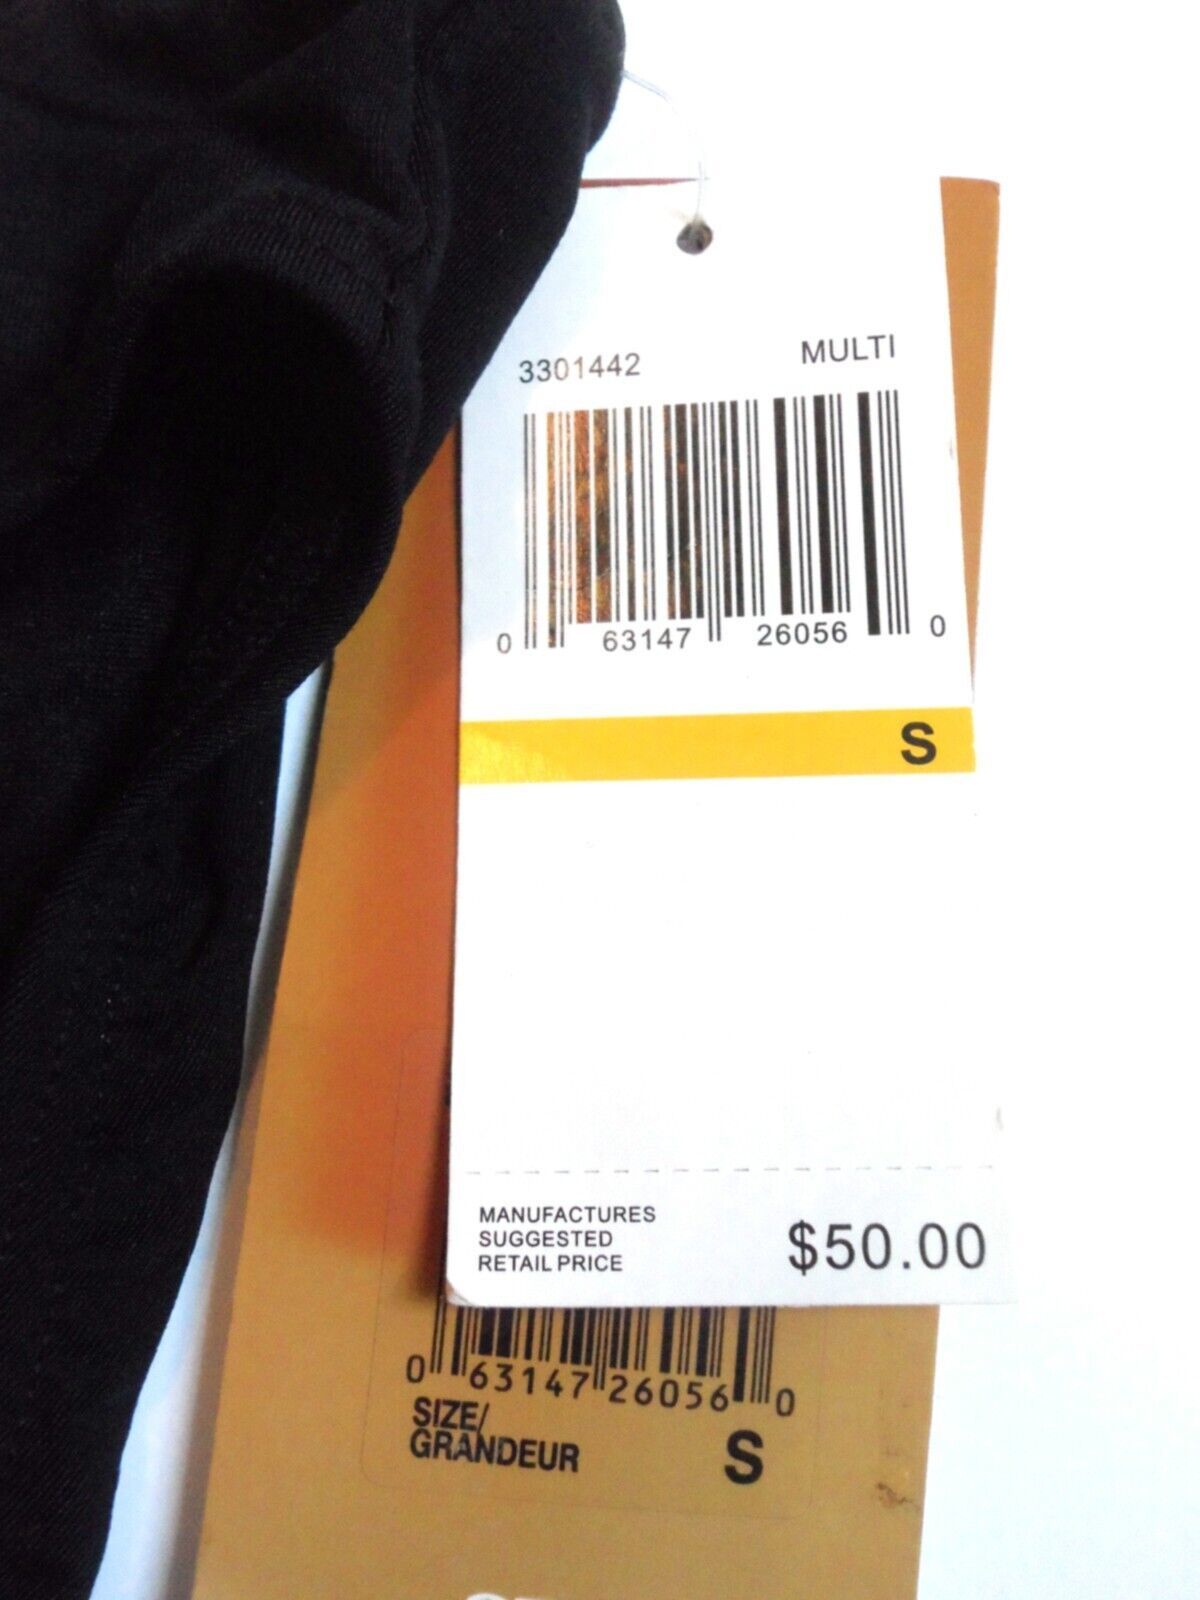 3301442 MULTI
0 63147 26056 0
S
MANUFACTURES
SUGGESTED
RETAIL PRICE
$50.00
0 63147 26056 0
SIZE/
GRANDEUR S